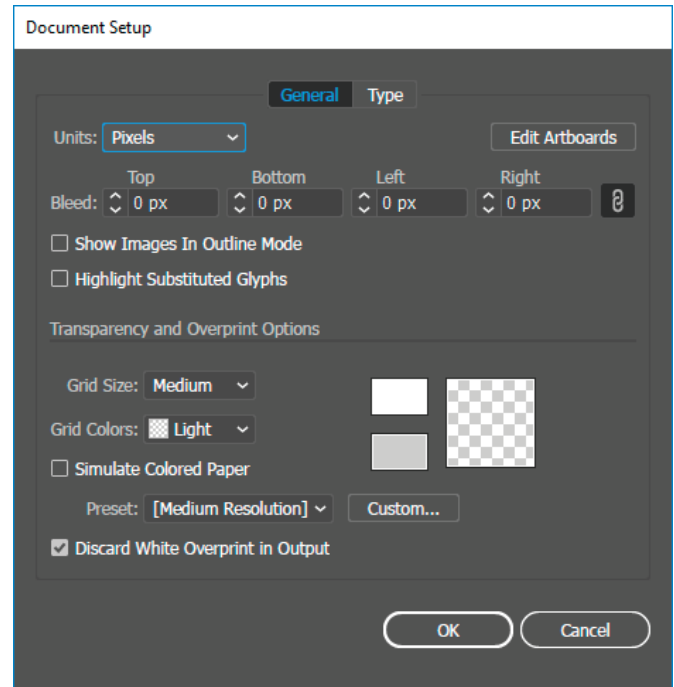 Document Setup
General Type
Units: Pixels Edit Artboards
Top Bottom Left Right
Bleed: 0 px 0 px 0 px 0 px
Show Images In Outline Mode
Highlight Substituted Glyphs
Transparency and Overprint Options
Grid Size: Medium
Grid Colors: Light
Simulate Colored Paper
Preset: [Medium Resolution] Custom...
Discard White Overprint in Output
OK Cancel